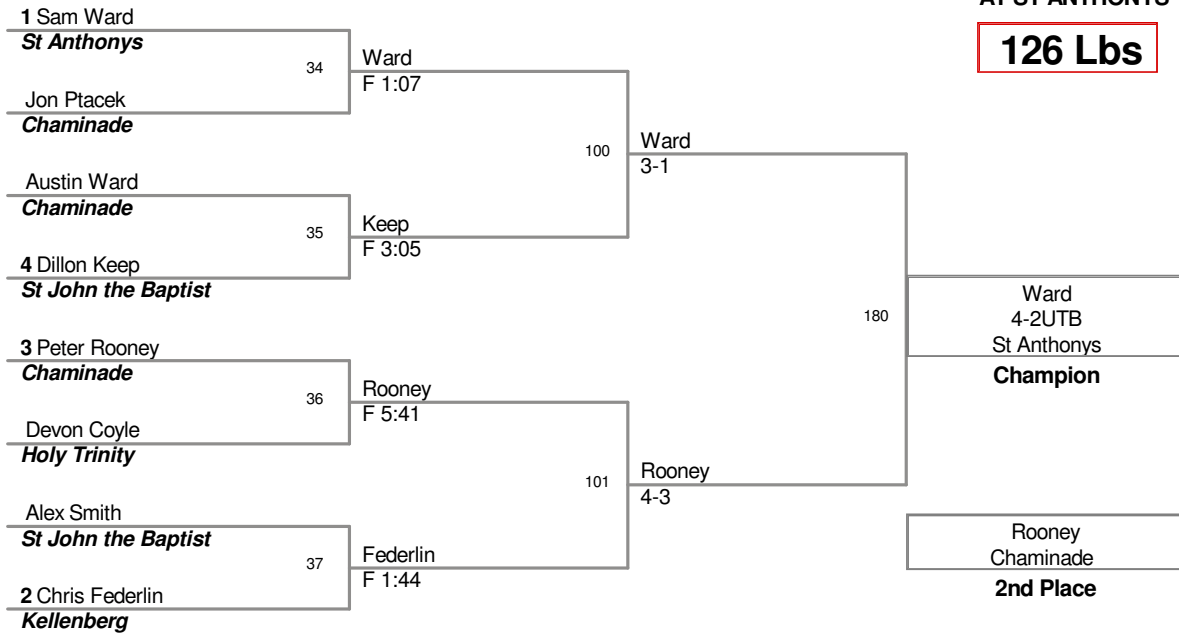 AT ST ANTHONYS
126 Lbs
1 Sam Ward
St Anthonys
34
Ward
F 1:07
Jon Ptacek
Chaminade
100
Ward
3-1
Austin Ward
Chaminade
35
Keep
F 3:05
4 Dillon Keep
St John the Baptist
180
Ward
4-2UTB
St Anthonys
Champion
3 Peter Rooney
Chaminade
36
Rooney
F 5:41
Devon Coyle
Holy Trinity
101
Rooney
4-3
Alex Smith
St John the Baptist
37
Federlin
F 1:44
2 Chris Federlin
Kellenberg
Rooney
Chaminade
2nd Place